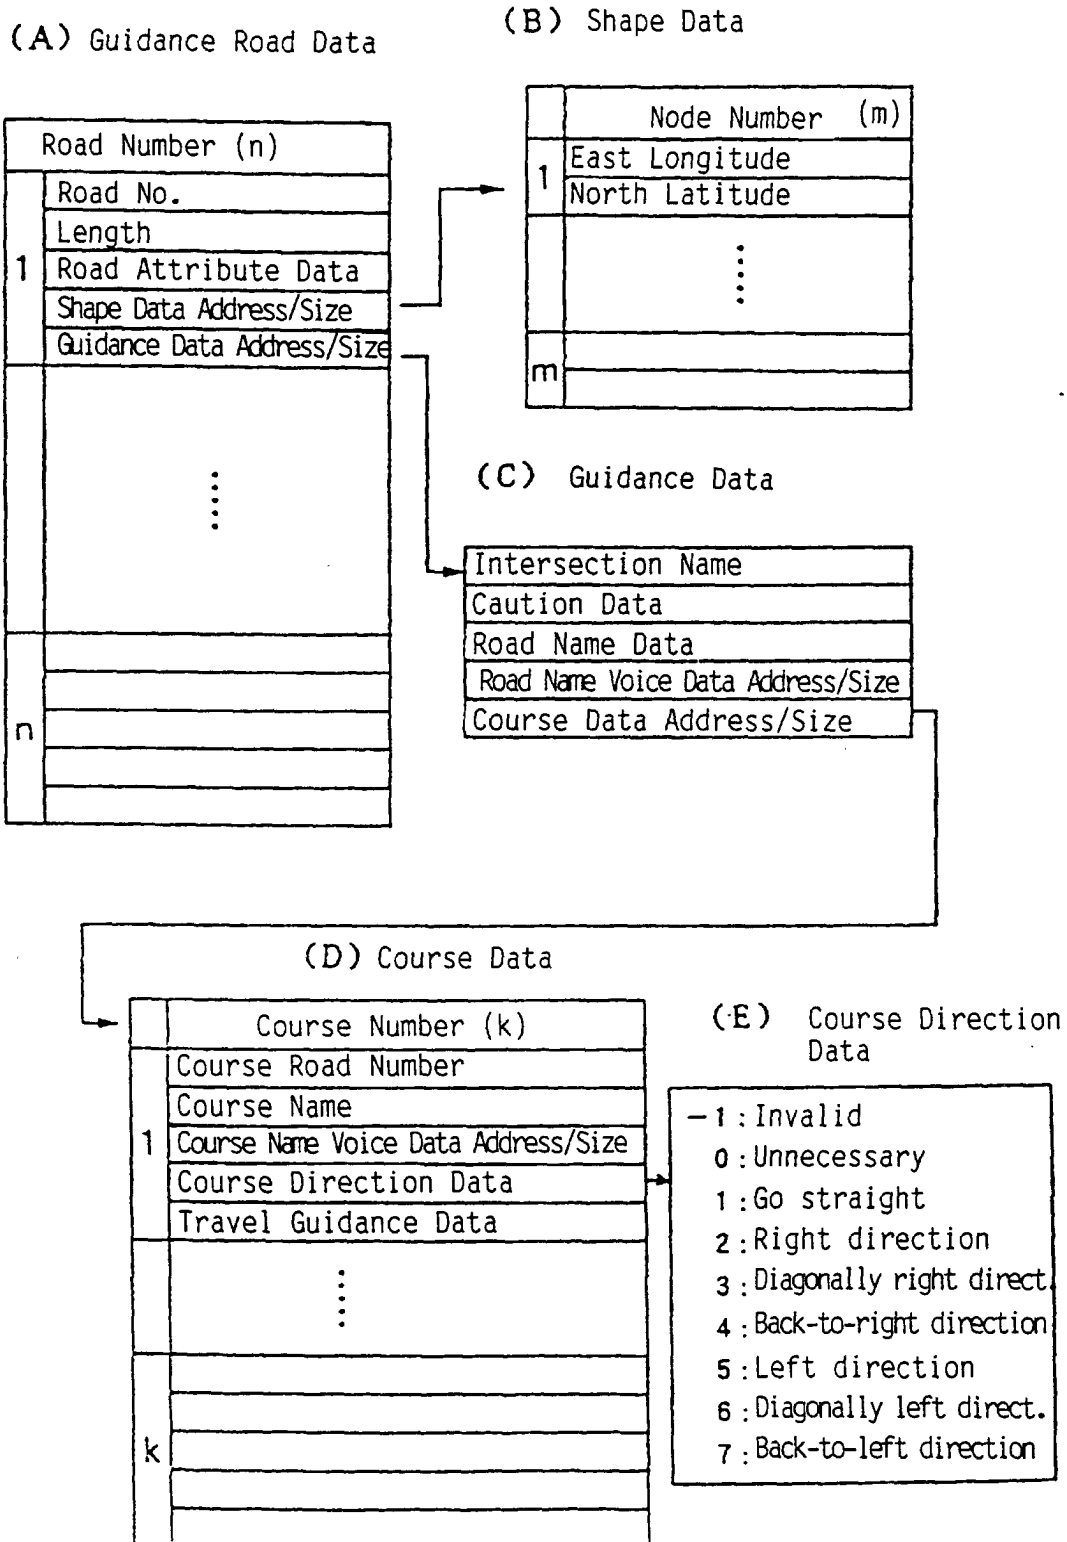 (A) Guidance Road Data
Road Number (n)
1
Road No.
Length
Road Attribute Data
Shape Data Address/Size
Guidance Data Address/Size
n
(B) Shape Data
Node Number (m)
1
East Longitude
North Latitude
m
(C) Guidance Data
Intersection Name
Caution Data
Road Name Data
Road Name Voice Data Address/Size
Course Data Address/Size
(D) Course Data
Course Number (k)
1
Course Road Number
Course Name
Course Name Voice Data Address/Size
Course Direction Data
Travel Guidance Data
k
(E) Course Direction
Data
-1 : Invalid
0 : Unnecessary
1 : Go straight
2 : Right direction
3 : Diagonally right direct.
4 : Back-to-right direction
5 : Left direction
6 : Diagonally left direct.
7 : Back-to-left direction